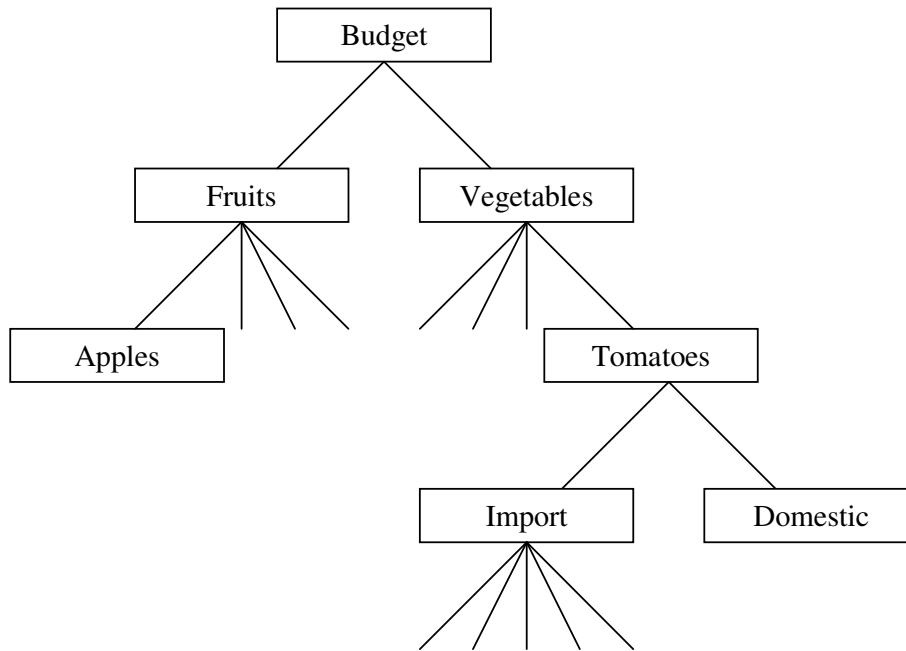 Budget
Fruits
Vegetables
Apples
Tomatoes
Import
Domestic